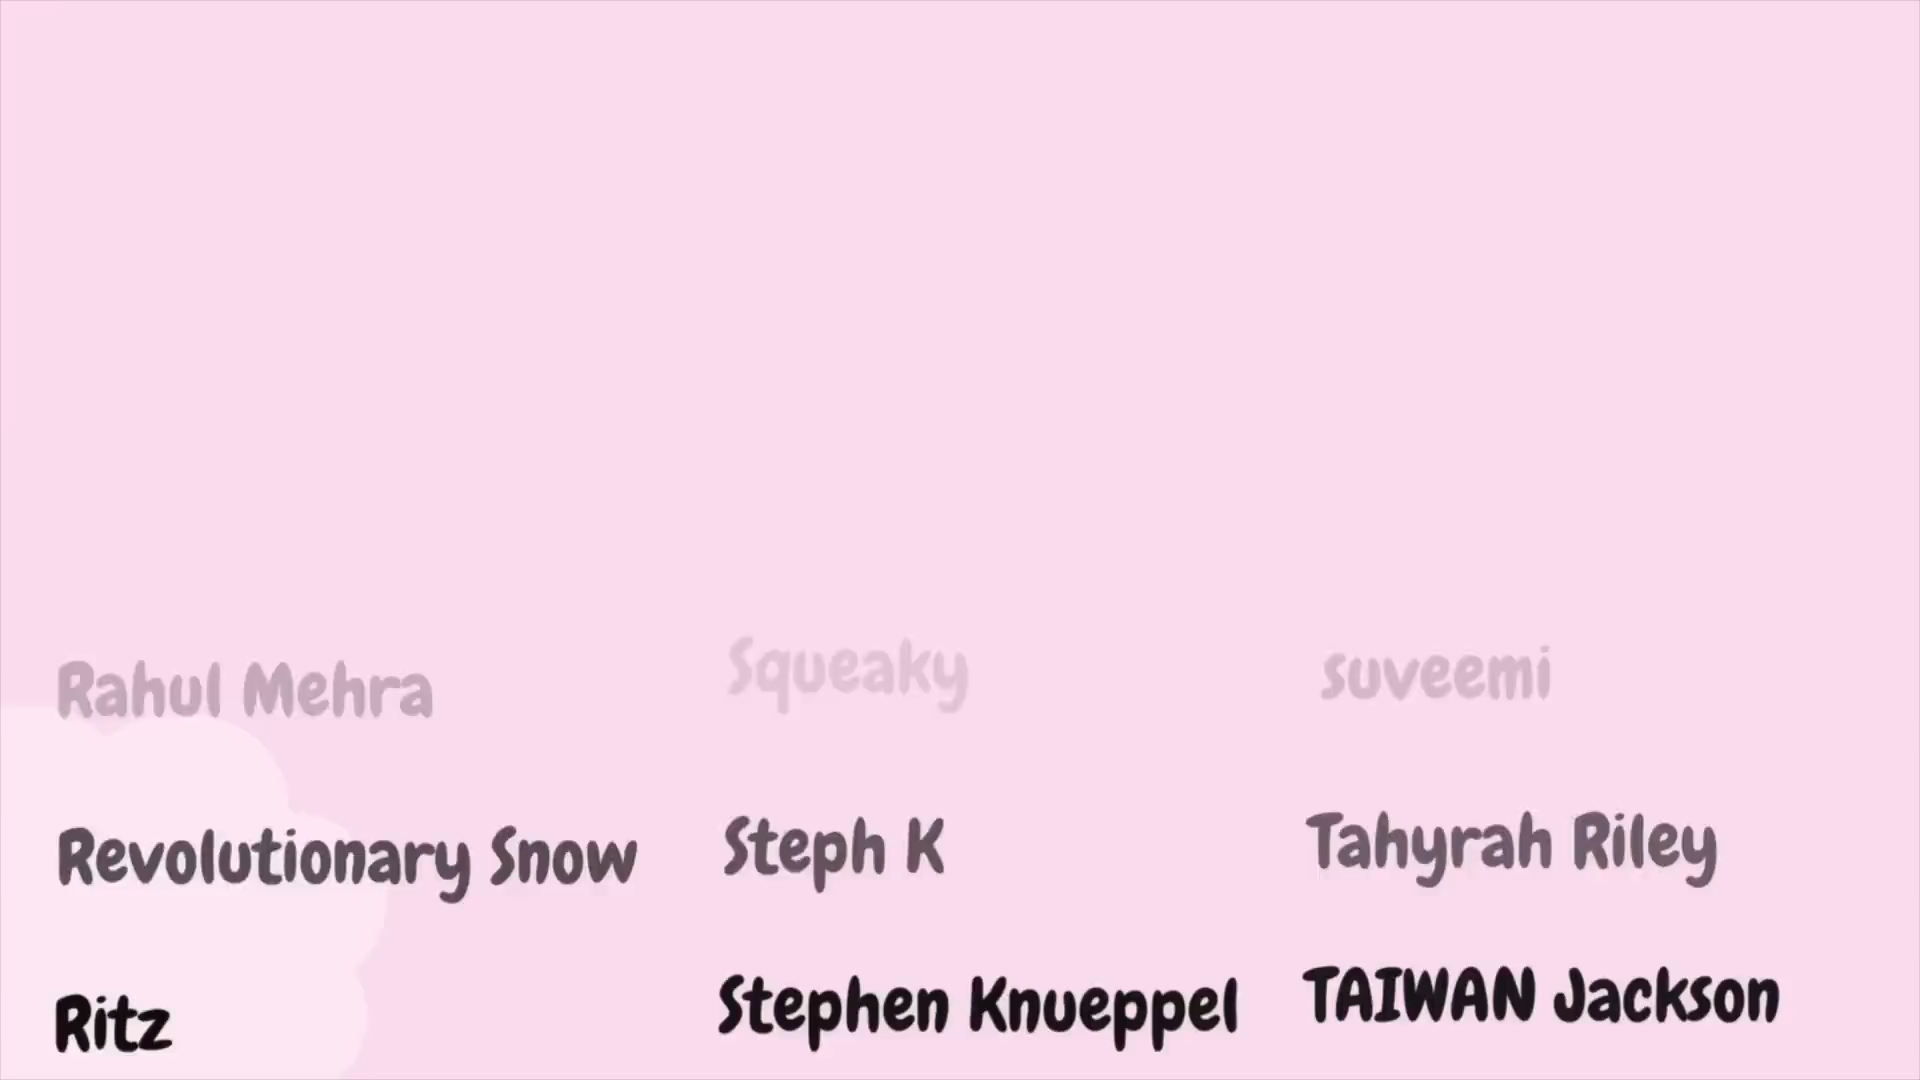 Rahul Mehra
Revolutionary Snow
Ritz
Squeaky
Steph K
Stephen Knueppel
suveemi
Tahyrah Riley
TAIWAN Jackson